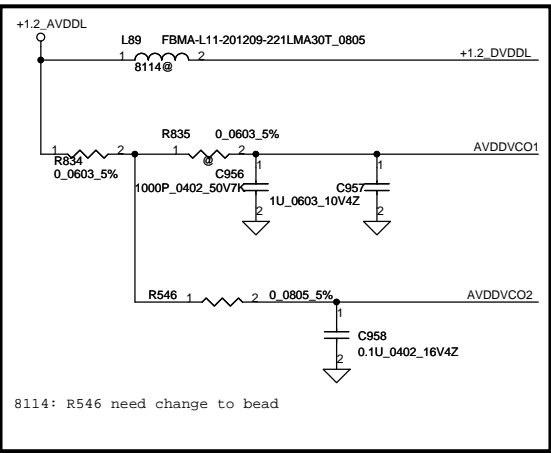 +1.2_AVDDL
L89 FBMA-L11-201209-221LMA30T_0805
1 2 +1.2_DVDDL
8114@
R835 0_0603_5%
AVDDVCO1
1 2 1 2
R834 @
0_0603_5%
1 1
C956 C957
1000P_0402_50V7K 1U_0603_10V4Z
2 2
R546 1 2 0_0805_5% AVDDVCO2
1
C958
0.1U_0402_16V4Z
2
8114: R546 need change to bead